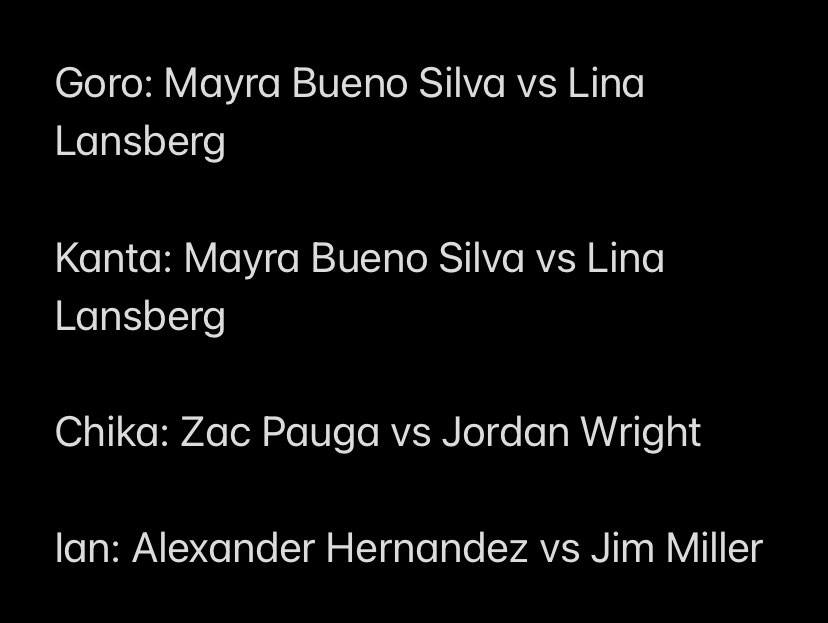 Goro: Mayra Bueno Silva vs Lina
Lansberg
Kanta: Mayra Bueno Silva vs Lina
Lansberg
Chika: Zac Pauga vs Jordan Wright
Ian: Alexander Hernandez vs Jim Miller